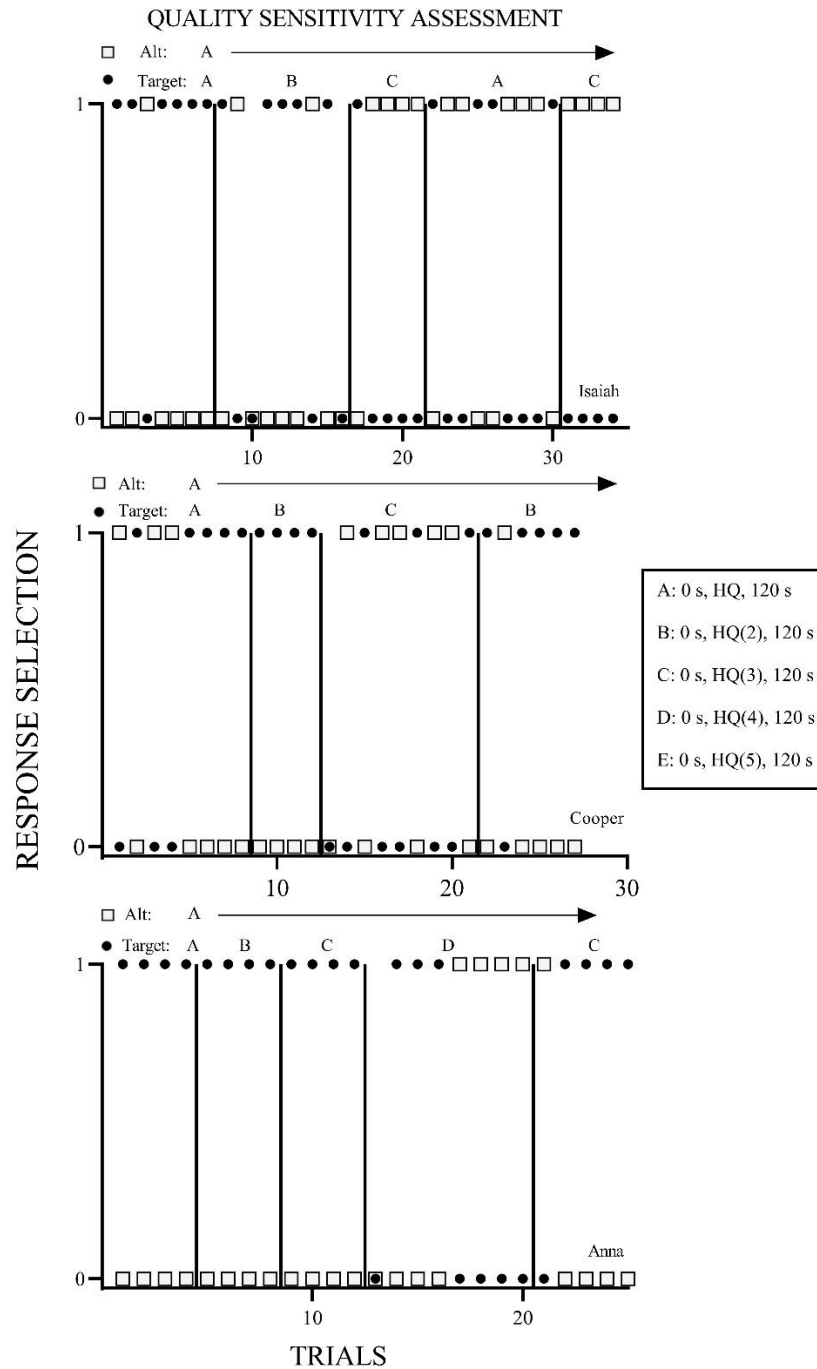 QUALITY SENSITIVITY ASSESSMENT
Alt: A
Target: A B C A C
1
Isaiah
0
10 20 30
Alt: A
Target: A B C B
1
Cooper
0
10 20 30
Alt: A
Target: A B C D C
1
Anna
0
10 20
TRIALS
RESPONSE SELECTION
A: 0 s, HQ, 120 s
B: 0 s, HQ(2), 120 s
C: 0 s, HQ(3), 120 s
D: 0 s, HQ(4), 120 s
E: 0 s, HQ(5), 120 s